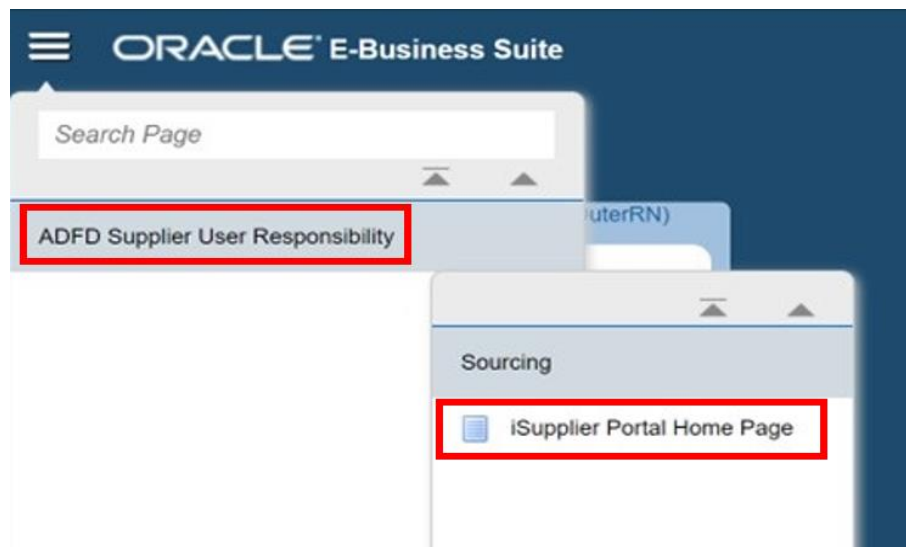 ORACLE E-Business Suite
Search Page
uterRN)
ADFD Supplier User Responsibility
Sourcing
iSupplier Portal Home Page